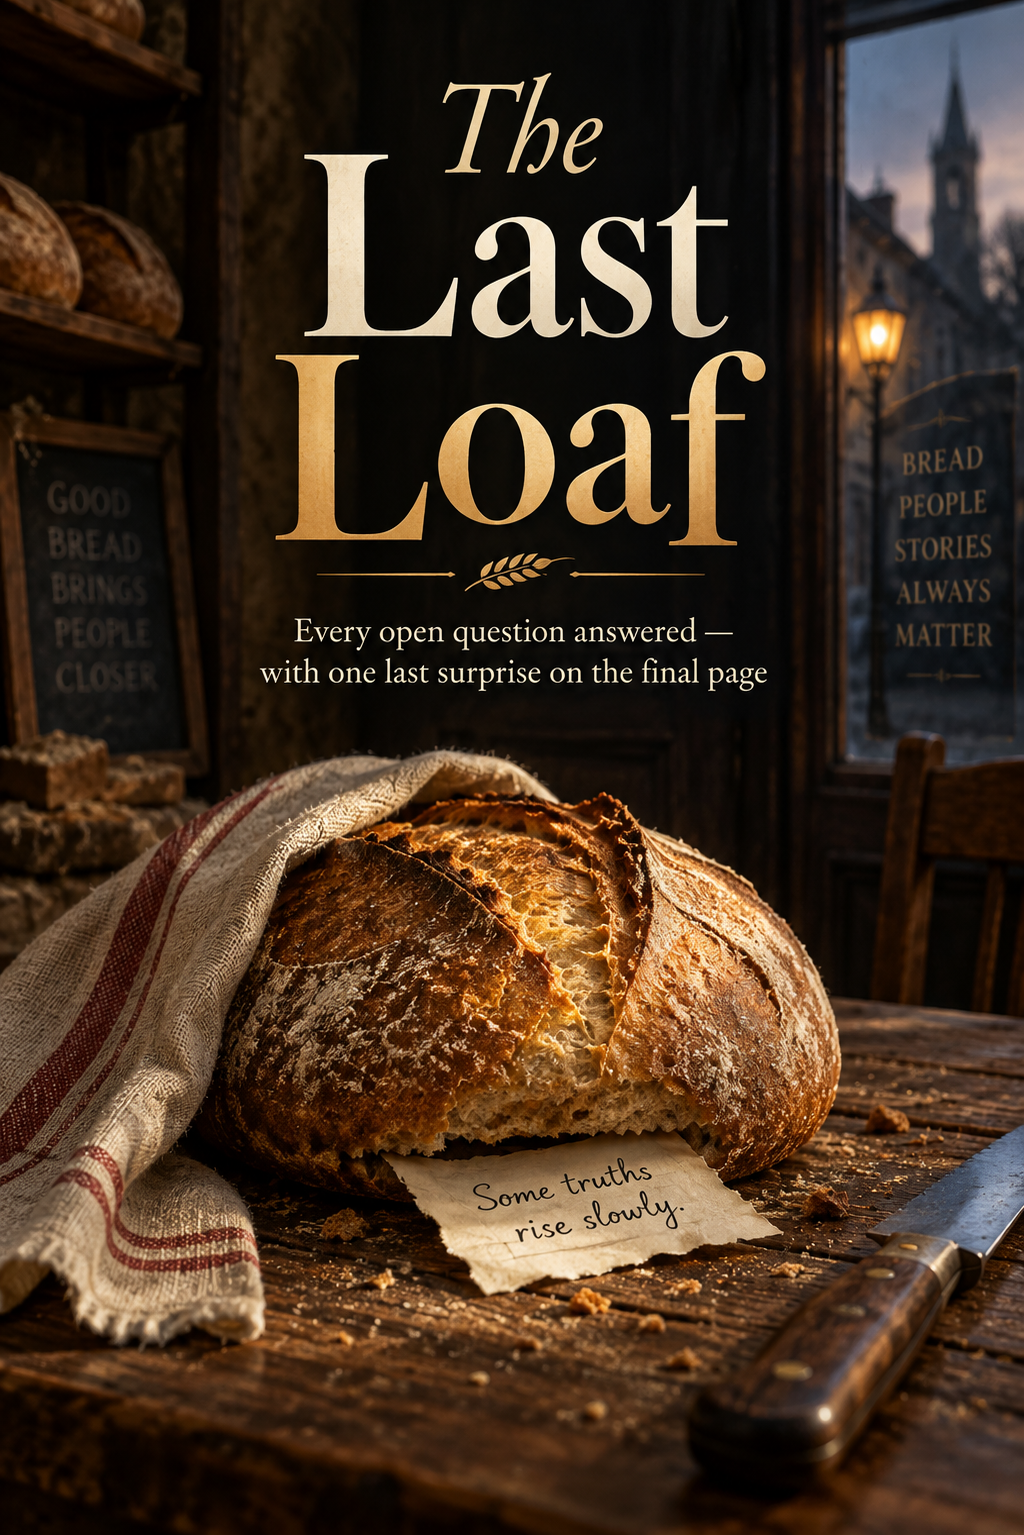 The
Last
Loaf
Every open question answered —
with one last surprise on the final page
GOOD
BREAD
BRINGS
PEOPLE
CLOSER
BREAD
PEOPLE
STORIES
ALWAYS
MATTER
Some truths
rise slowly.